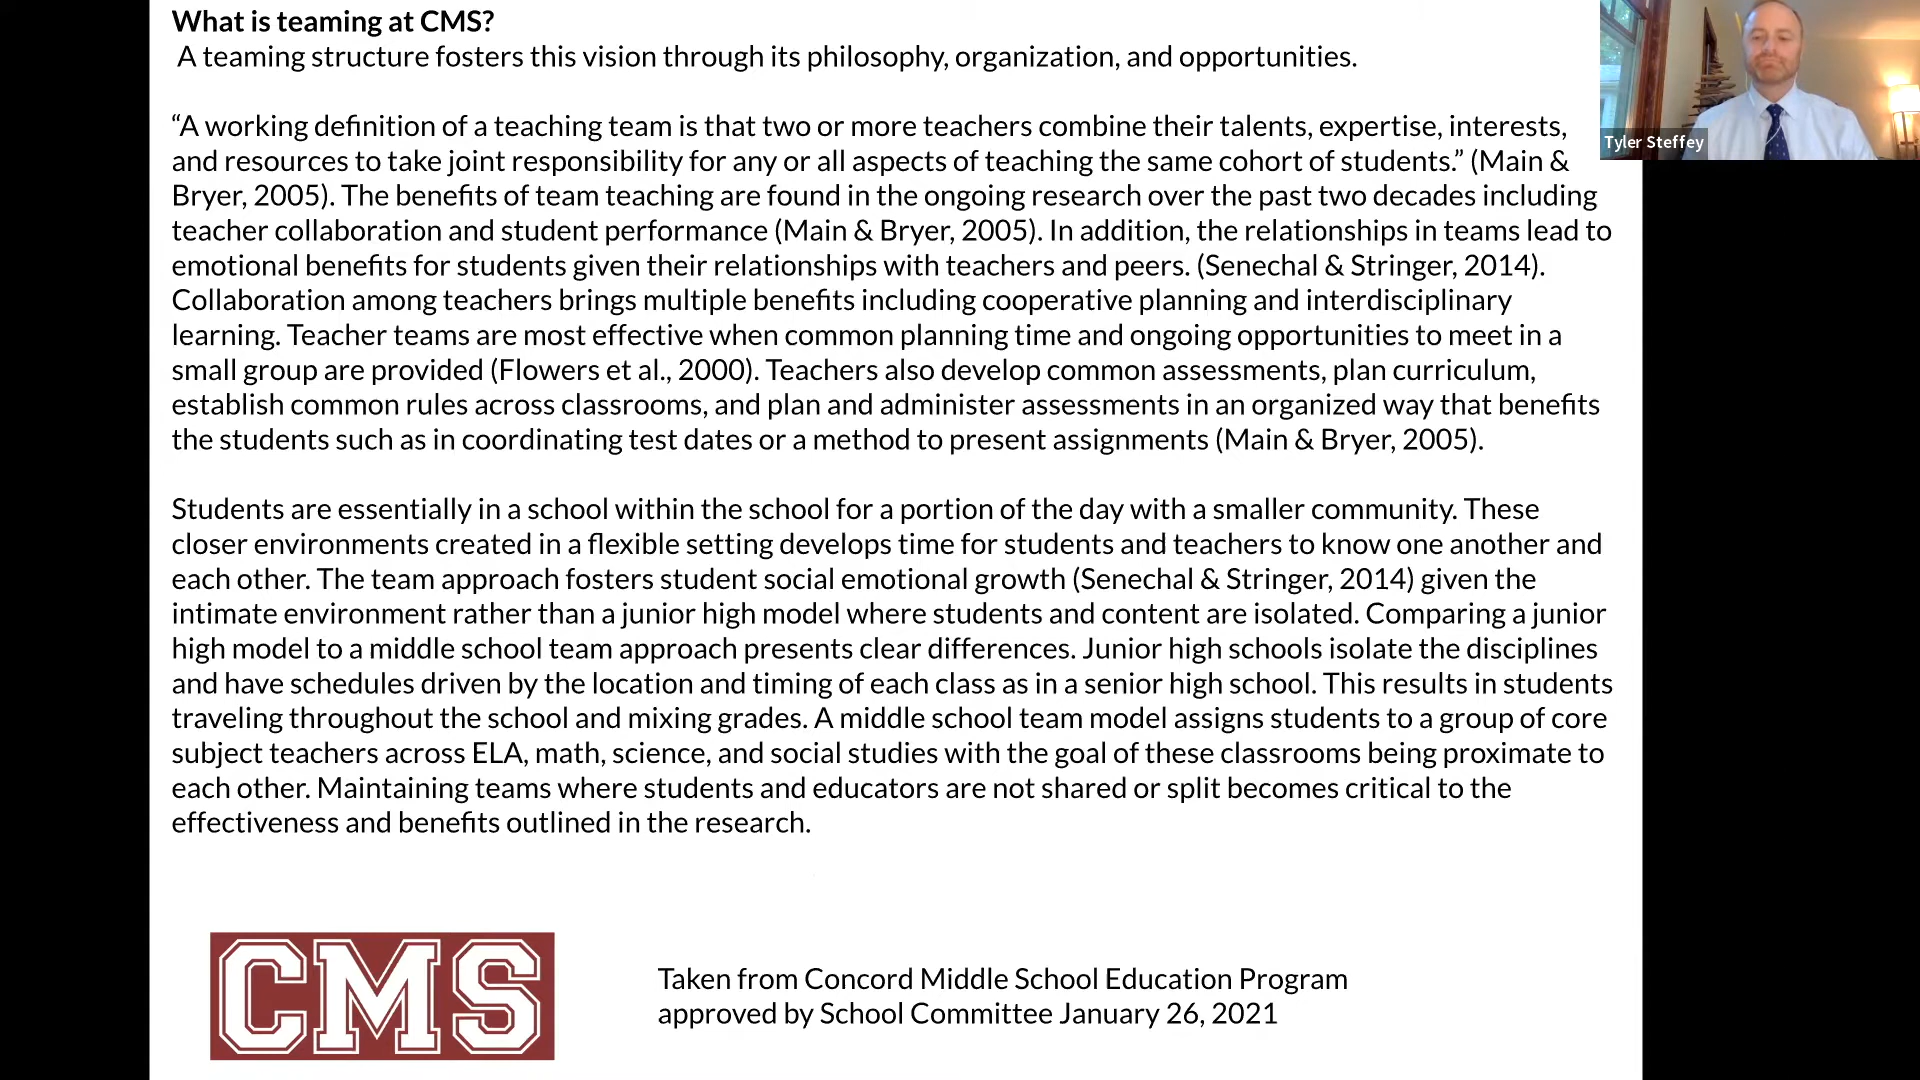 What is teaming at CMS?
A teaming structure fosters this vision through its philosophy, organization, and opportunities.
“A working definition of a teaching team is that two or more teachers combine their talents, expertise, interests,
and resources to take joint responsibility for any or all aspects of teaching the same cohort of students.” (Main &
Bryer, 2005). The benefits of team teaching are found in the ongoing research over the past two decades including
teacher collaboration and student performance (Main & Bryer, 2005). In addition, the relationships in teams lead to
emotional benefits for students given their relationships with teachers and peers. (Senechal & Stringer, 2014).
Collaboration among teachers brings multiple benefits including cooperative planning and interdisciplinary
learning. Teacher teams are most effective when common planning time and ongoing opportunities to meet in a
small group are provided (Flowers et al., 2000). Teachers also develop common assessments, plan curriculum,
establish common rules across classrooms, and plan and administer assessments in an organized way that benefits
the students such as in coordinating test dates or a method to present assignments (Main & Bryer, 2005).
Students are essentially in a school within the school for a portion of the day with a smaller community. These
closer environments created in a flexible setting develops time for students and teachers to know one another and
each other. The team approach fosters student social emotional growth (Senechal & Stringer, 2014) given the
intimate environment rather than a junior high model where students and content are isolated. Comparing a junior
high model to a middle school team approach presents clear differences. Junior high schools isolate the disciplines
and have schedules driven by the location and timing of each class as in a senior high school. This results in students
traveling throughout the school and mixing grades. A middle school team model assigns students to a group of core
subject teachers across ELA, math, science, and social studies with the goal of these classrooms being proximate to
each other. Maintaining teams where students and educators are not shared or split becomes critical to the
effectiveness and benefits outlined in the research.
CMS
Taken from Concord Middle School Education Program
approved by School Committee January 26, 2021
Tyler Steffey